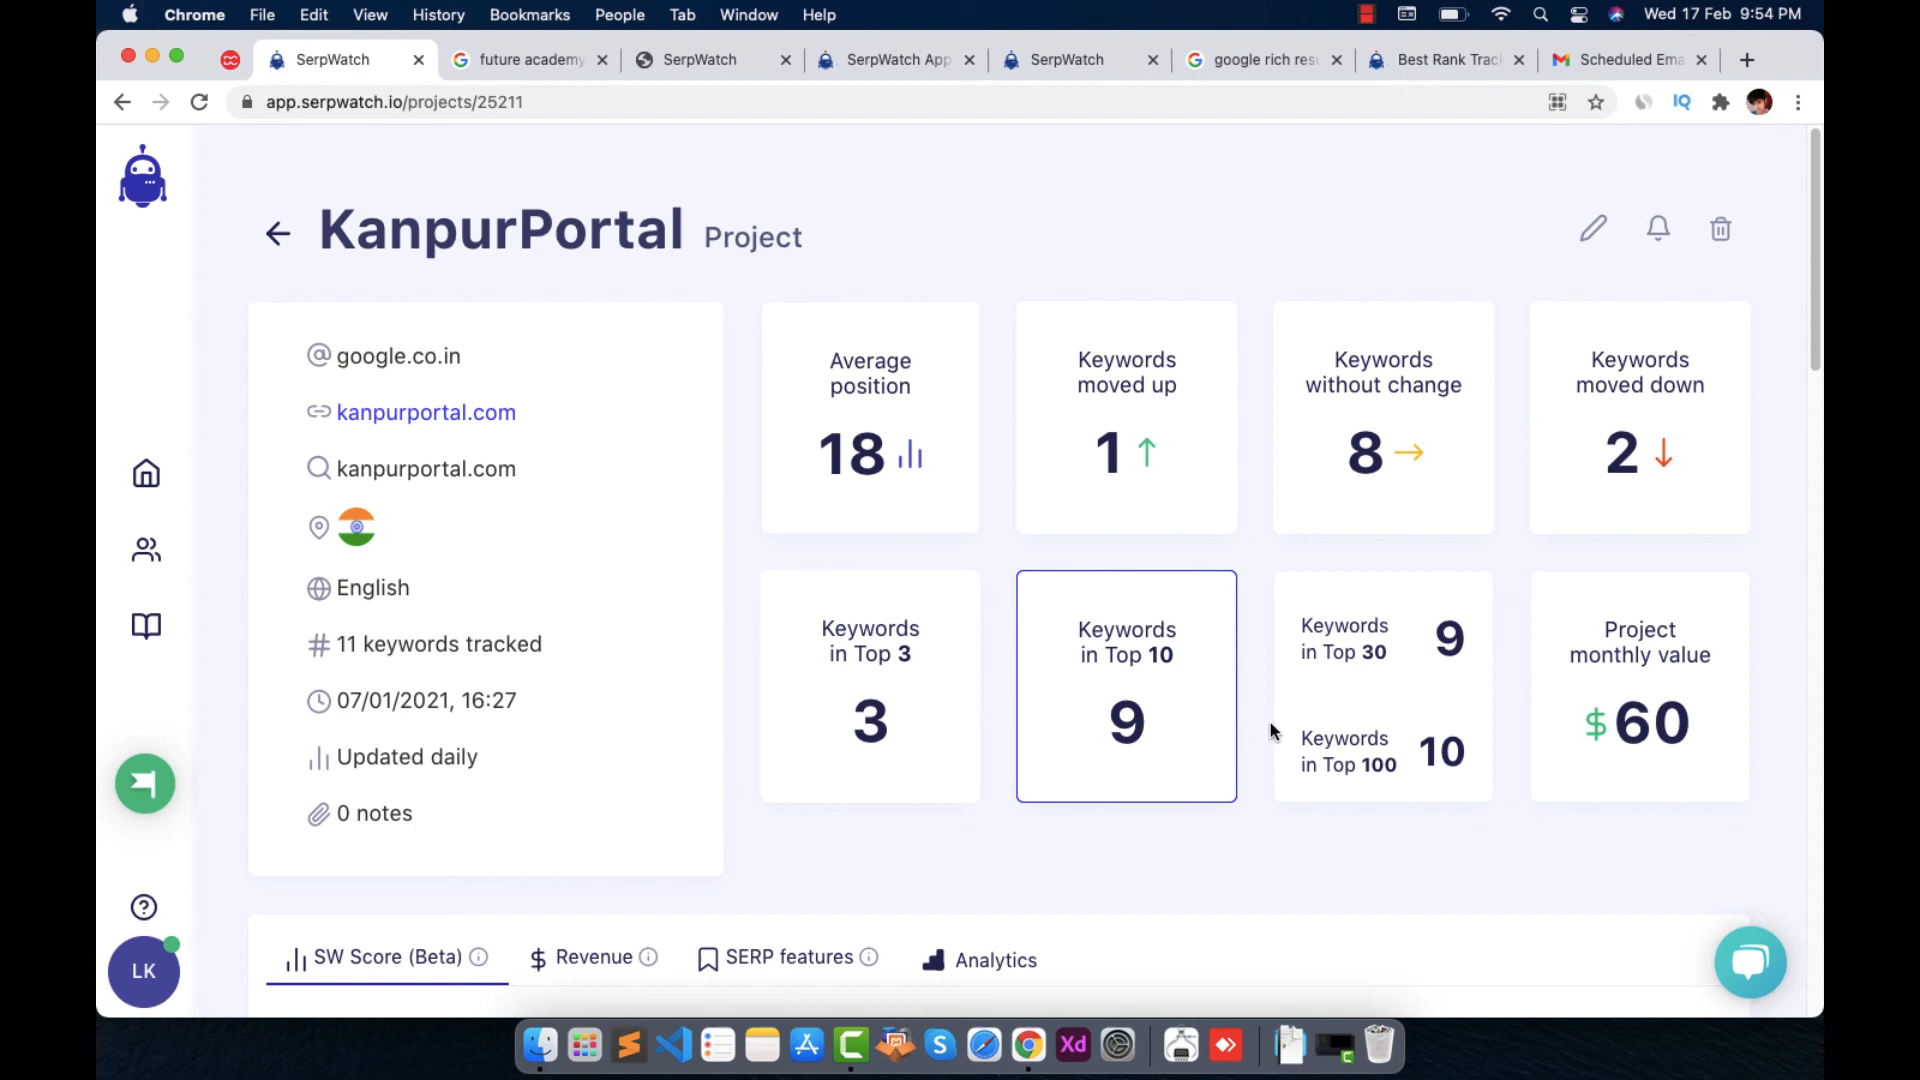 Chrome File Edit View History Bookmarks People Tab Window Help Wed 17 Feb 9:54 PM
SerpWatch future academy SerpWatch SerpWatch App SerpWatch google rich resu Best Rank Trac Scheduled Ema
app.serpwatch.io/projects/25211
KanpurPortal Project
google.co.in
kanpurportal.com
kanpurportal.com
English
11 keywords tracked
07/01/2021, 16:27
Updated daily
0 notes
Average
position
18
Keywords
moved up
1
Keywords
without change
8
Keywords
moved down
2
Keywords
in Top 3
3
Keywords
in Top 10
9
Keywords
in Top 30
9
Keywords
in Top 100
10
Project
monthly value
$60
SW Score (Beta) Revenue SERP features Analytics
LK
IQ
Xd